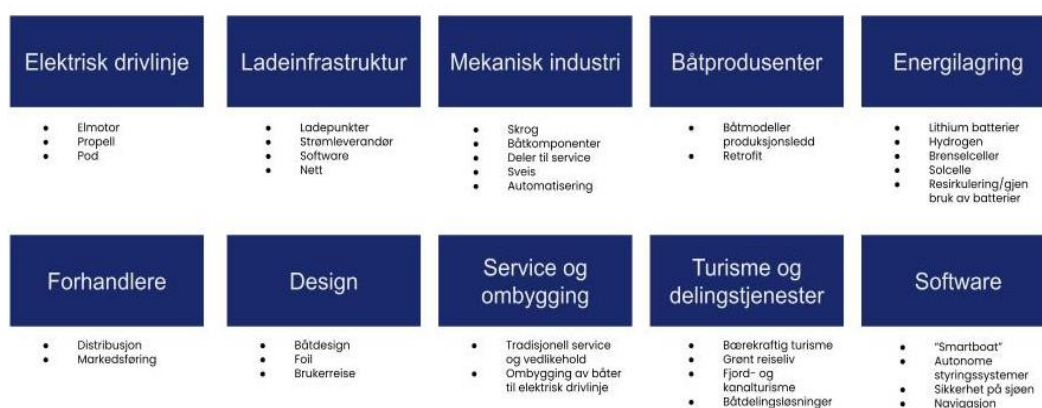 Elektrisk drivlinje
Elmotor
Propell
Pod
Ladeinfrastruktur
Ladepunkter
Strømleverandør
Software
Nett
Mekanisk industri
Skrog
Båtkomponenter
Deler til service
Sveis
Automatisering
Båtprodusenter
Båtmodeller
produksjonsledd
Retrofit
Energilagring
Lithium batterier
Hydrogen
Brenselceller
Solcelle
Resirkulering/gjen
bruk av batterier
Forhandlere
Distribusjon
Markedsføring
Design
Båtdesign
Foil
Brukerreise
Service og
ombygging
Tradisjonell service
og vedlikehold
Ombygging av båter
til elektrisk drivlinje
Turisme og
delingstjenester
Bærekraftig turisme
Grønt reiseliv
Fjord- og
kanalturisme
Båtdelingsløsninger
Software
"Smartboat"
Autonome
styringssystemer
Sikkerhet på sjøen
Navigasjon